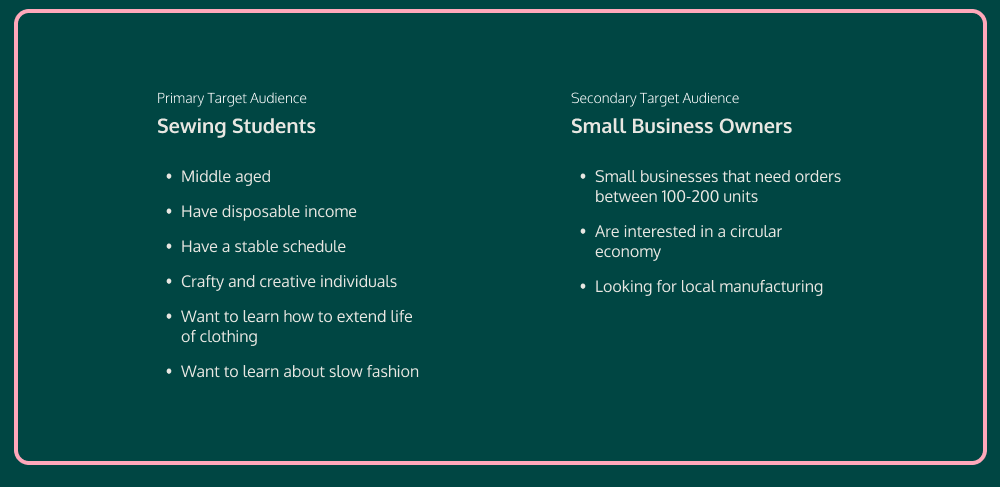 Primary Target Audience
Sewing Students
• Middle aged
• Have disposable income
• Have a stable schedule
• Crafty and creative individuals
• Want to learn how to extend life
of clothing
• Want to learn about slow fashion
Secondary Target Audience
Small Business Owners
• Small businesses that need orders
between 100-200 units
• Are interested in a circular
economy
• Looking for local manufacturing